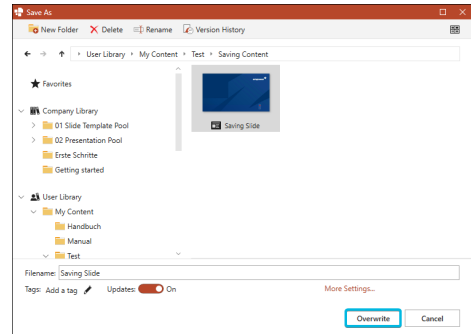 Save As
New Folder Delete Rename Version History
User Library My Content Test Saving Content
Favorites
Company Library
01 Slide Template Pool
02 Presentation Pool
Erste Schritte
Getting started
User Library
My Content
Handbuch
Manual
Test
Saving Slide
Filename: Saving Slide
Tags: Add a tag Updates: On More Settings...
Overwrite Cancel